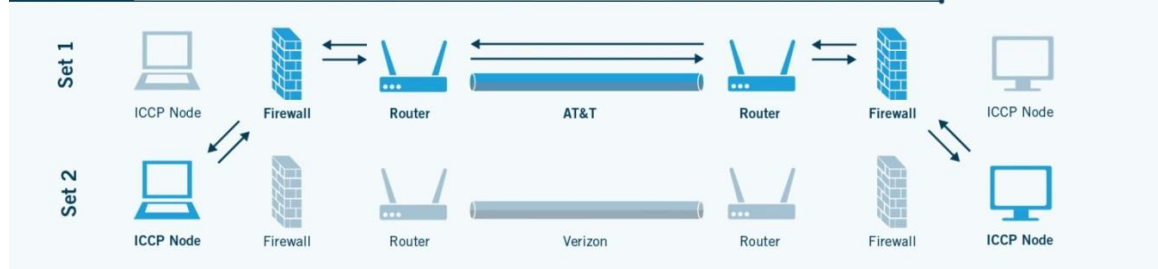 Set 1
ICCP Node Firewall Router AT&T Router Firewall ICCP Node
Set 2
ICCP Node Firewall Router Verizon Router Firewall ICCP Node